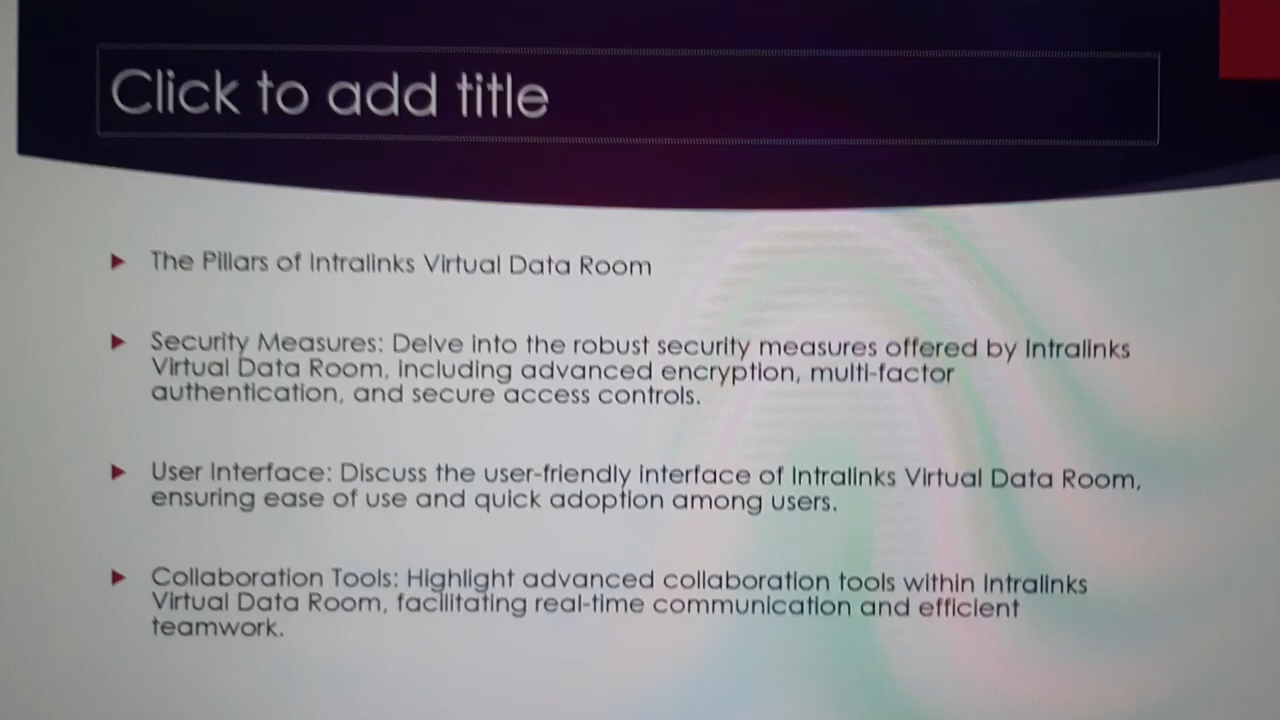 Click to add title
The Pillars of Intralinks Virtual Data Room
Security Measures: Delve into the robust security measures offered by Intralinks
Virtual Data Room, including advanced encryption, multi-factor
authentication, and secure access controls.
User Interface: Discuss the user-friendly interface of Intralinks Virtual Data Room,
ensuring ease of use and quick adoption among users.
Collaboration Tools: Highlight advanced collaboration tools within Intralinks
Virtual Data Room, facilitating real-time communication and efficient
teamwork.